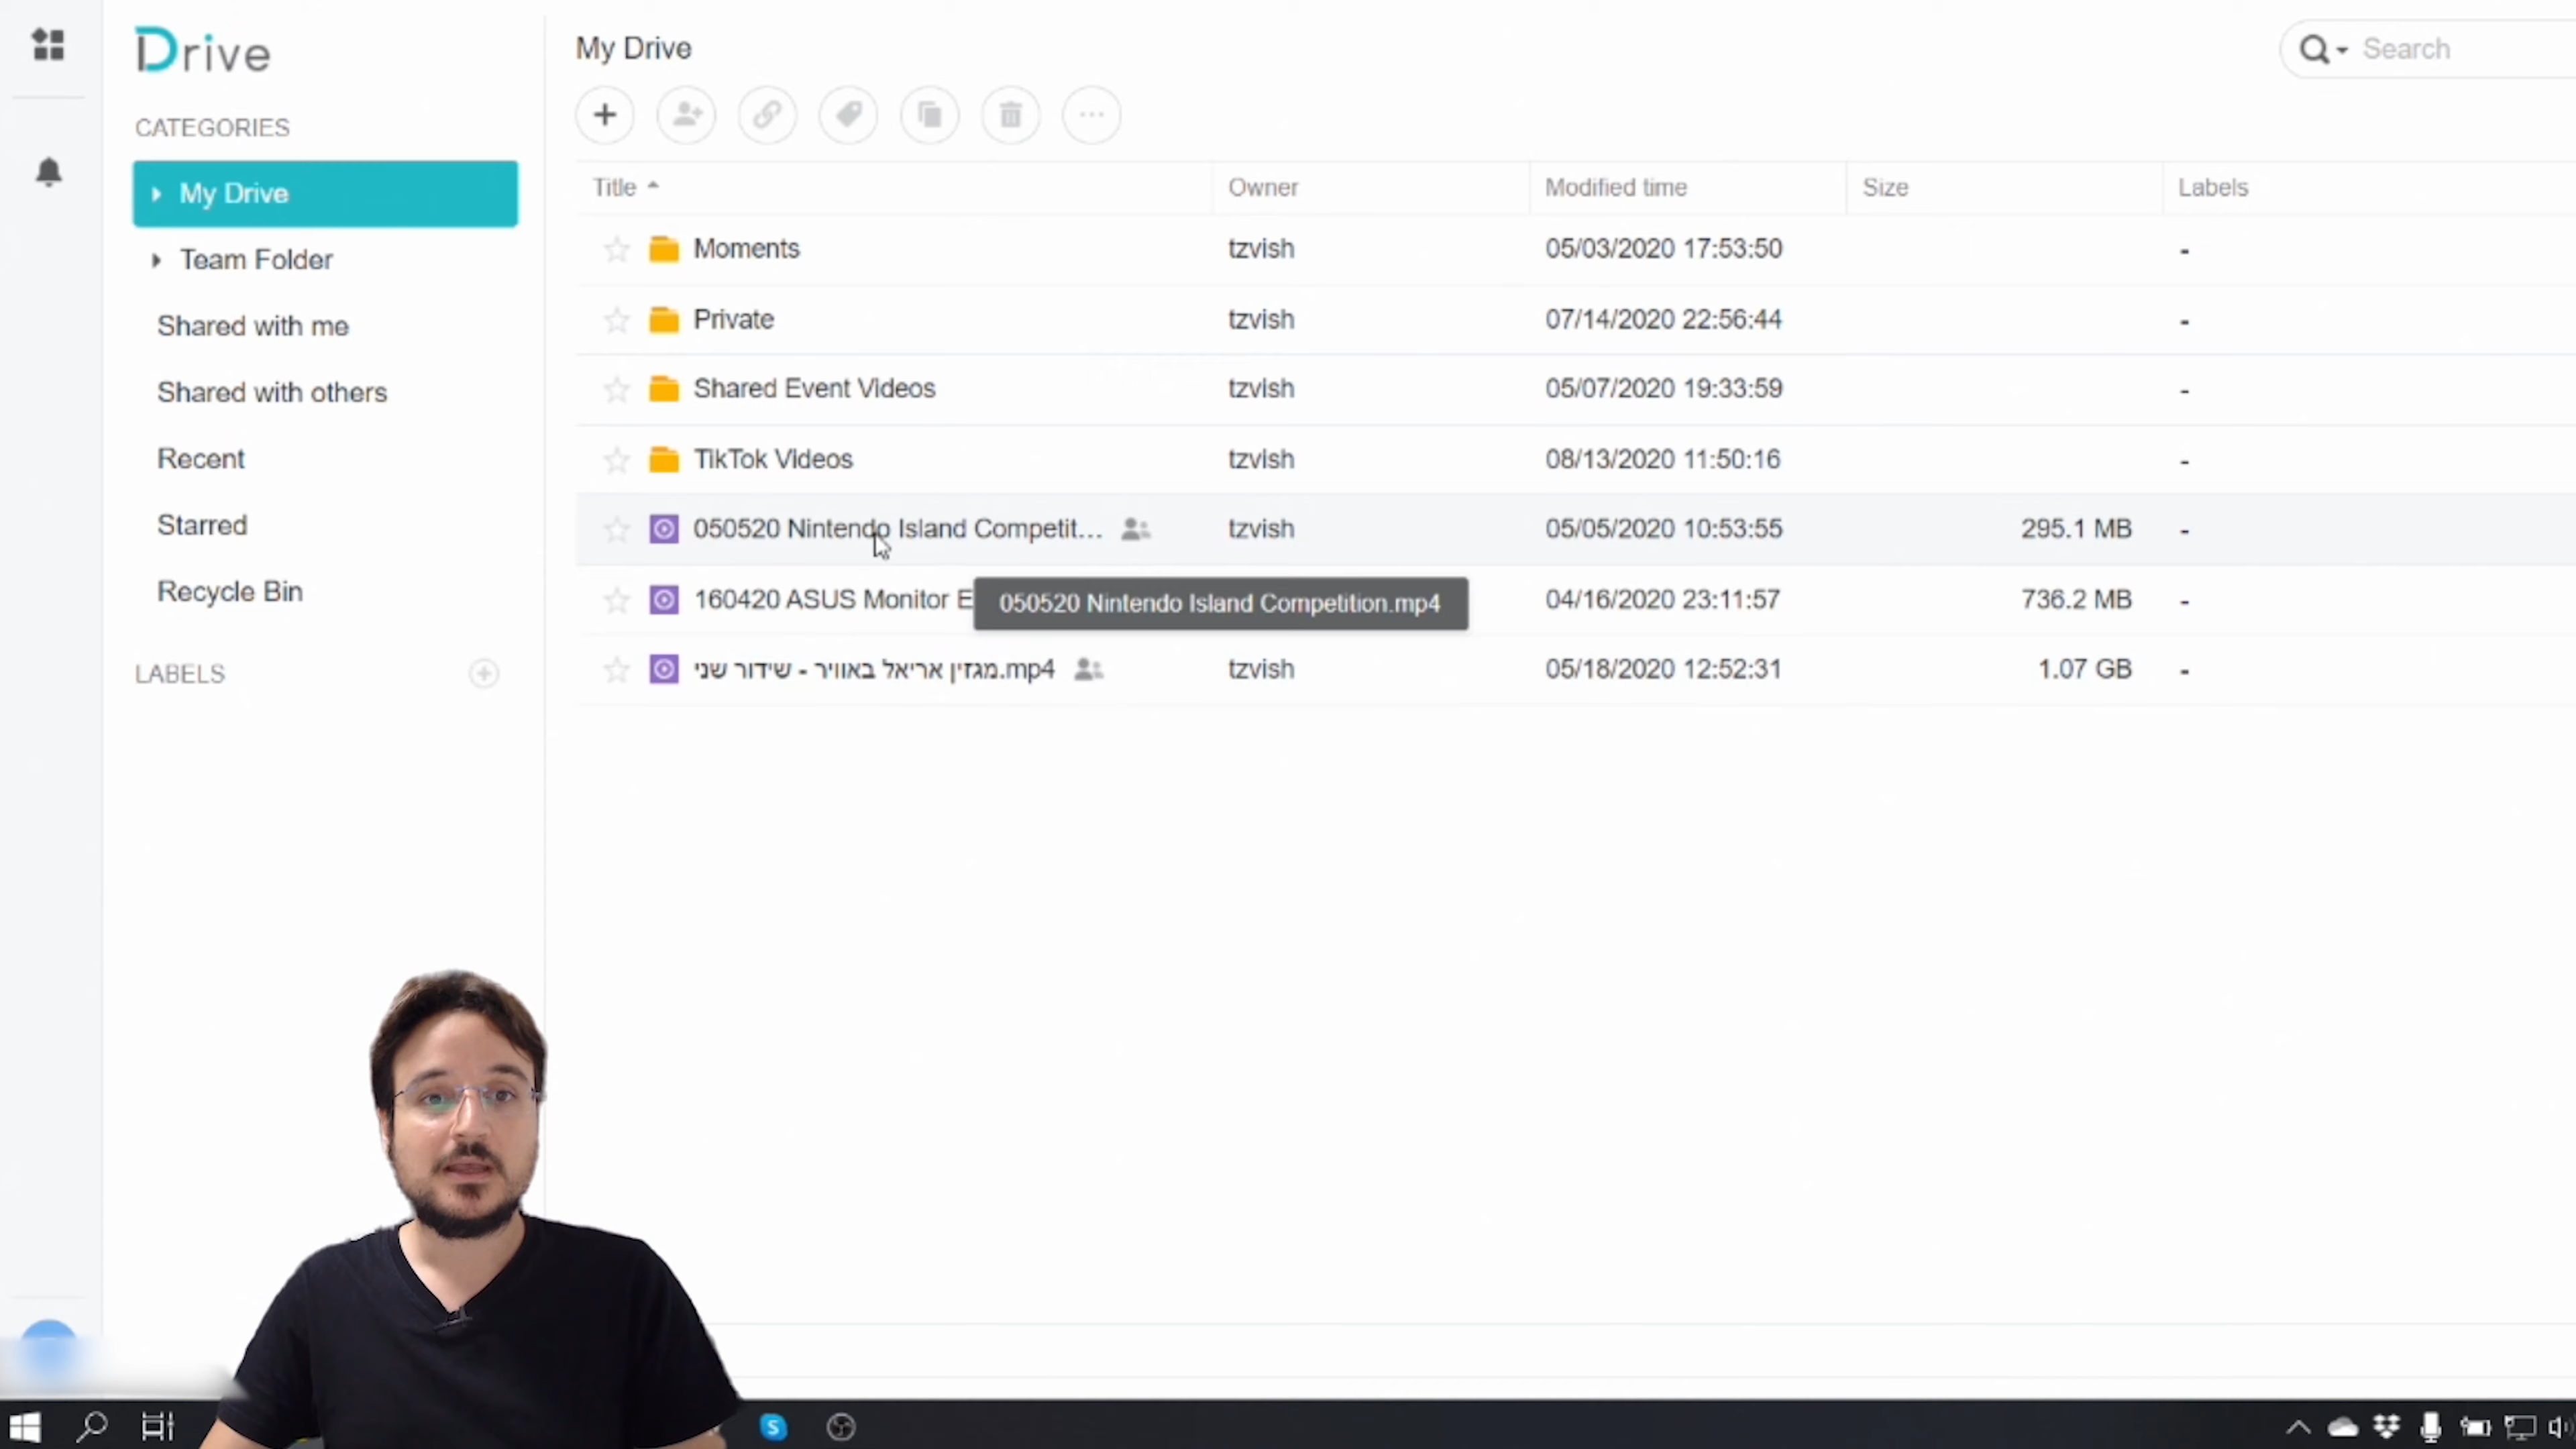 Drive
My Drive
Search
CATEGORIES
My Drive
Team Folder
Shared with me
Shared with others
Recent
Starred
Recycle Bin
LABELS
Title Owner Modified time Size Labels
Moments tzvish 05/03/2020 17:53:50 -
Private tzvish 07/14/2020 22:56:44 -
Shared Event Videos tzvish 05/07/2020 19:33:59 -
TikTok Videos tzvish 08/13/2020 11:50:16 -
050520 Nintendo Island Competit... tzvish 05/05/2020 10:53:55 295.1 MB -
160420 ASUS Monitor E 04/16/2020 23:11:57 736.2 MB -
050520 Nintendo Island Competition.mp4
מגזין אריאל באוויר - שידור שני.mp4 tzvish 05/18/2020 12:52:31 1.07 GB -